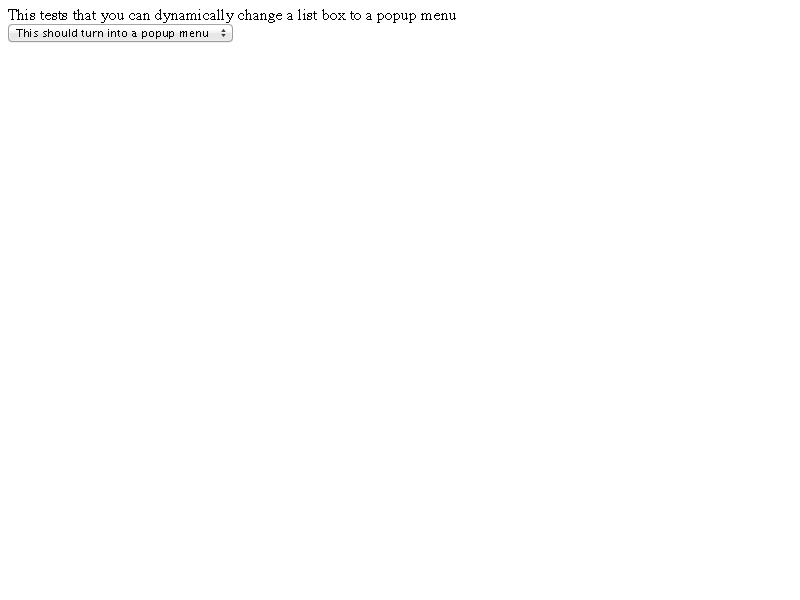 This tests that you can dynamically change a list box to a popup menu
This should turn into a popup menu